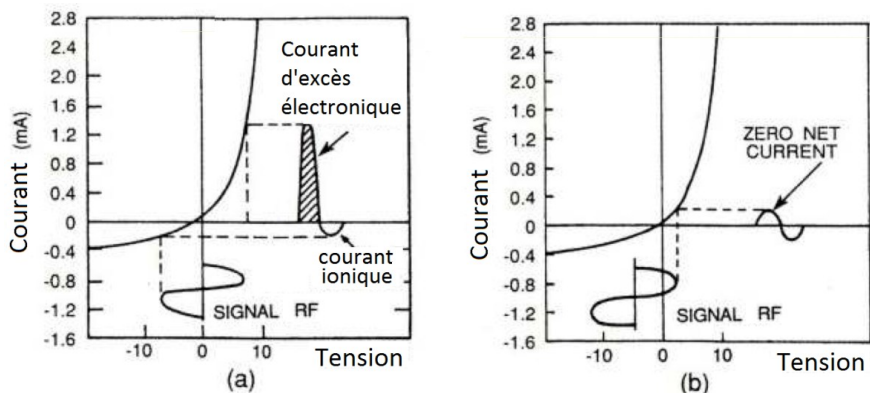 2.8
2.4
2.0
1.6
1.2
0.8
0.4
0
-0.4
-0.8
-1.2
-1.6
Courant (mA)
Courant
d'excès
électronique
courant
ionique
SIGNAL RF
-10 0 10 Tension
(a)
2.8
2.4
2.0
1.6
1.2
0.8
0.4
0
-0.4
-0.8
-1.2
-1.6
Courant (mA)
ZERO NET
CURRENT
SIGNAL RF
-10 0 10 Tension
(b)